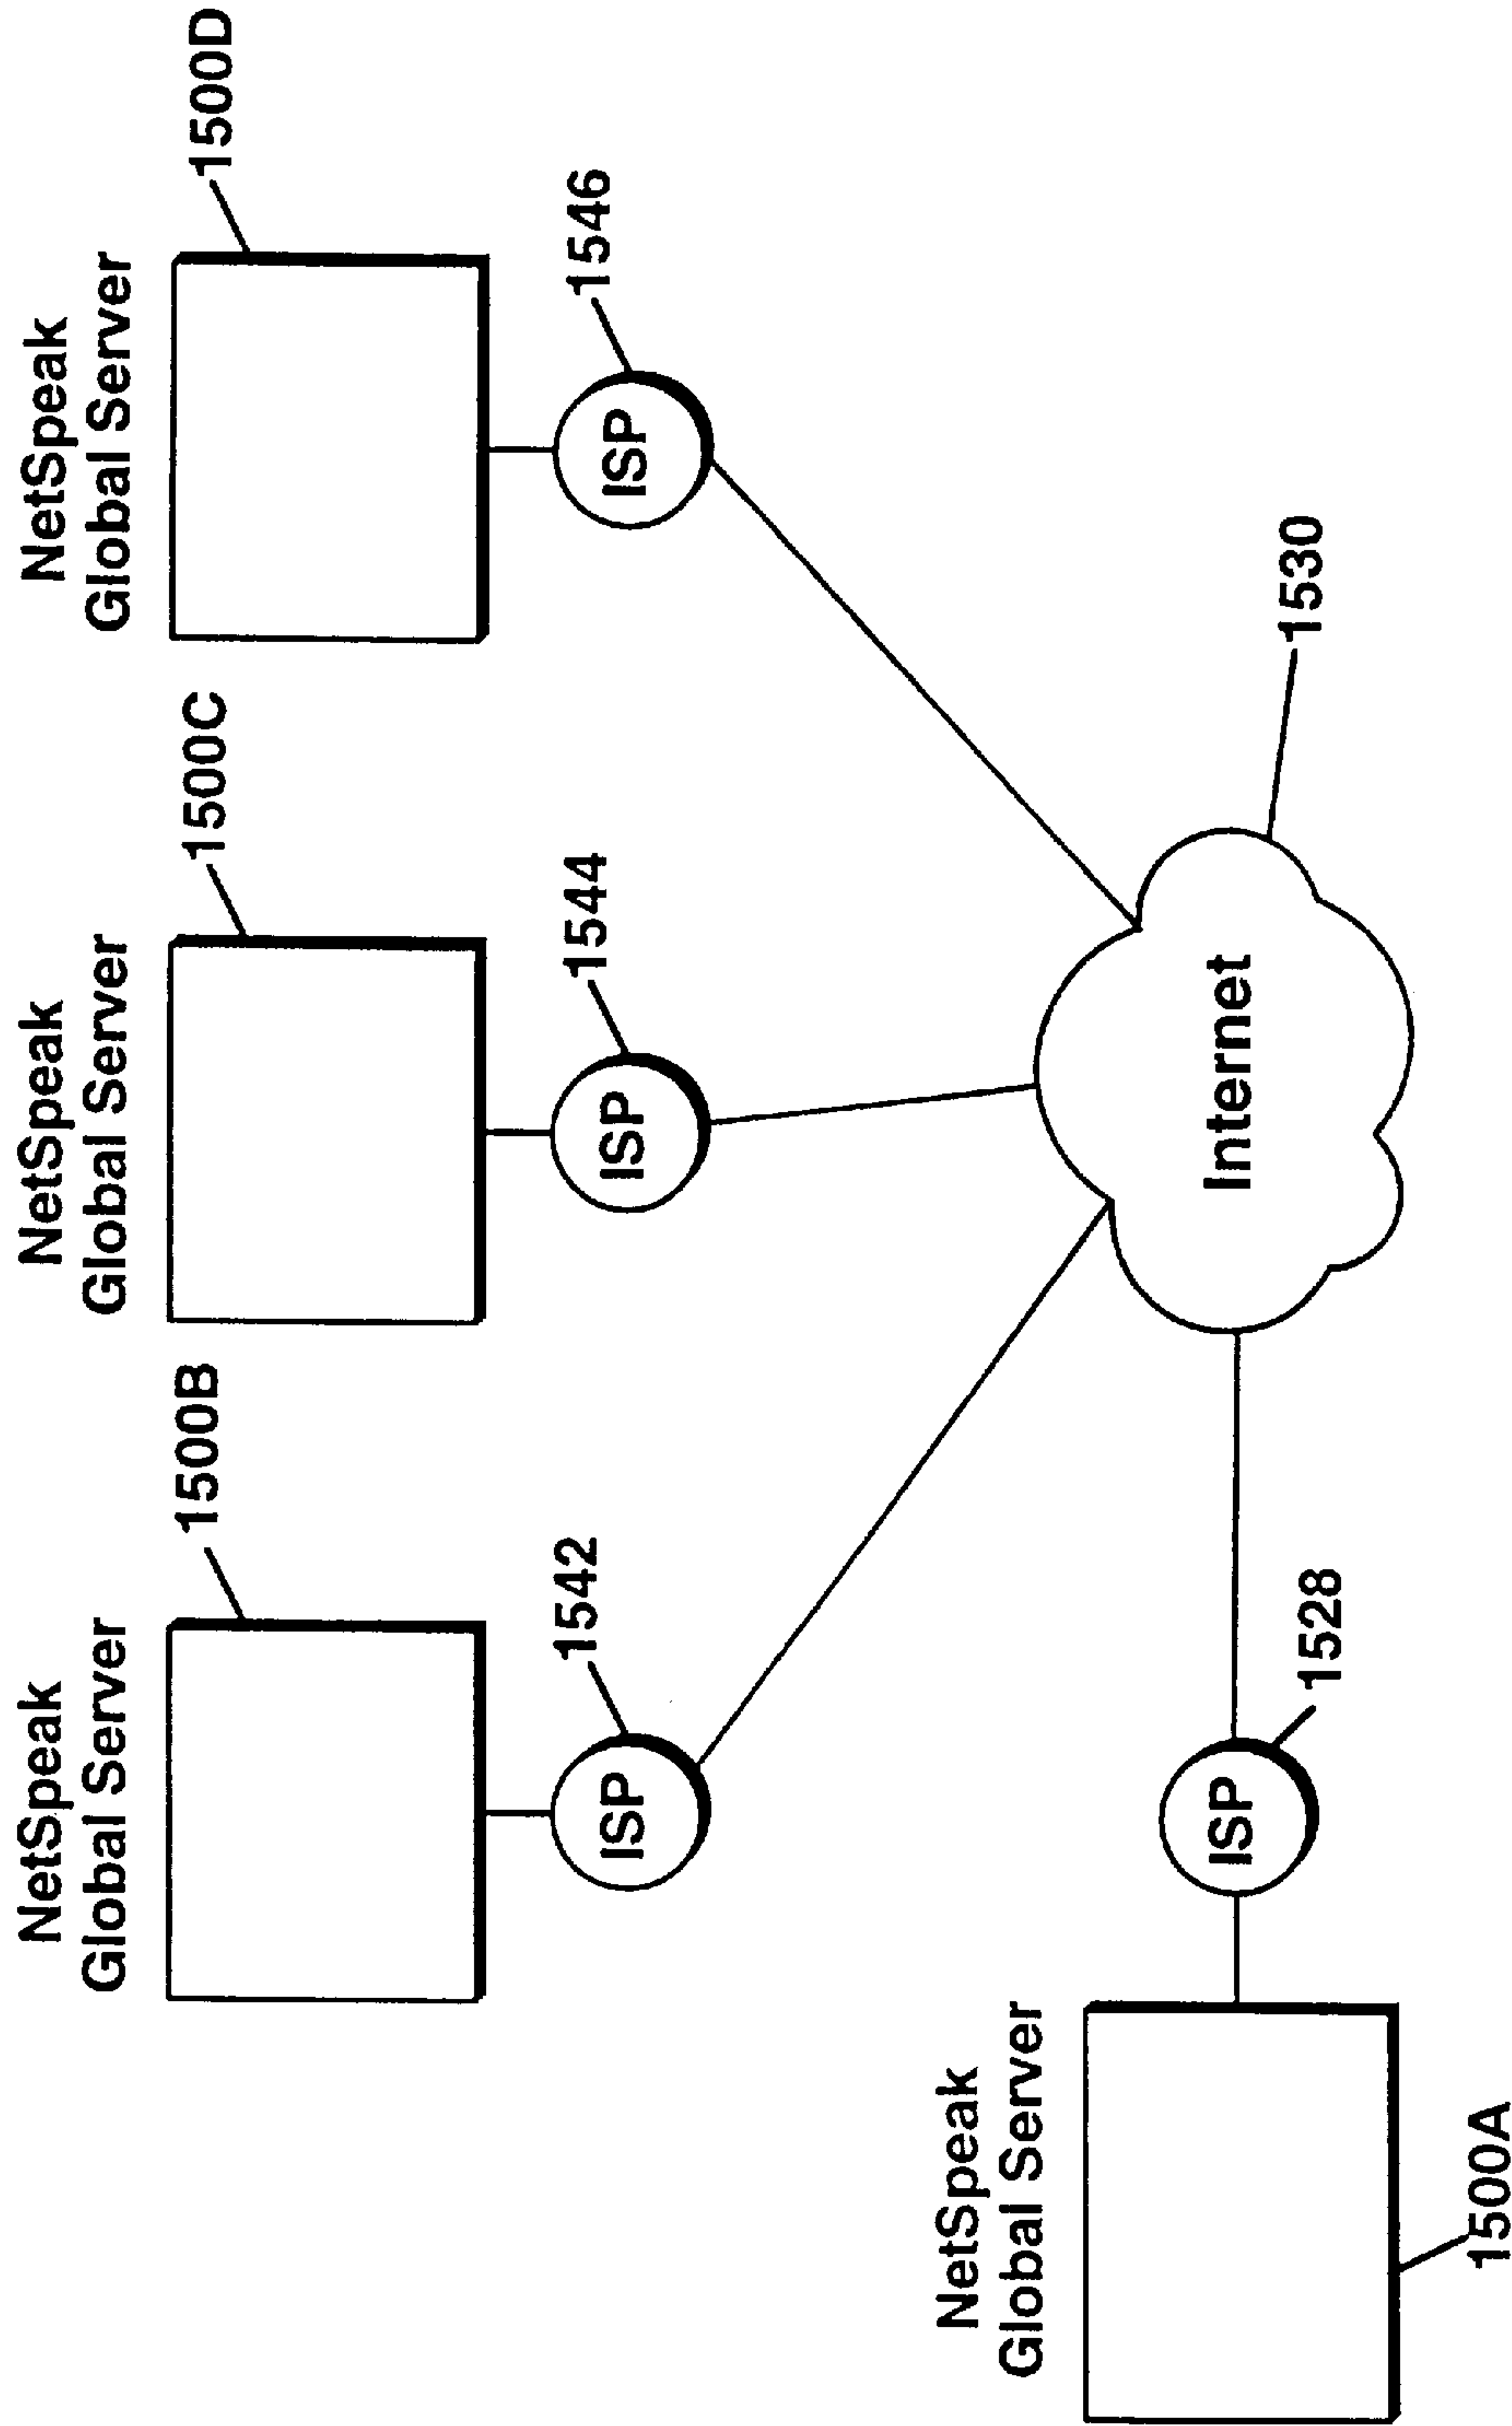 NetSpeak
Global Server
1500B
ISP
1542
NetSpeak
Global Server
1500C
ISP
1544
NetSpeak
Global Server
1500D
ISP
1546
NetSpeak
Global Server
1500A
ISP
1528
Internet
1530